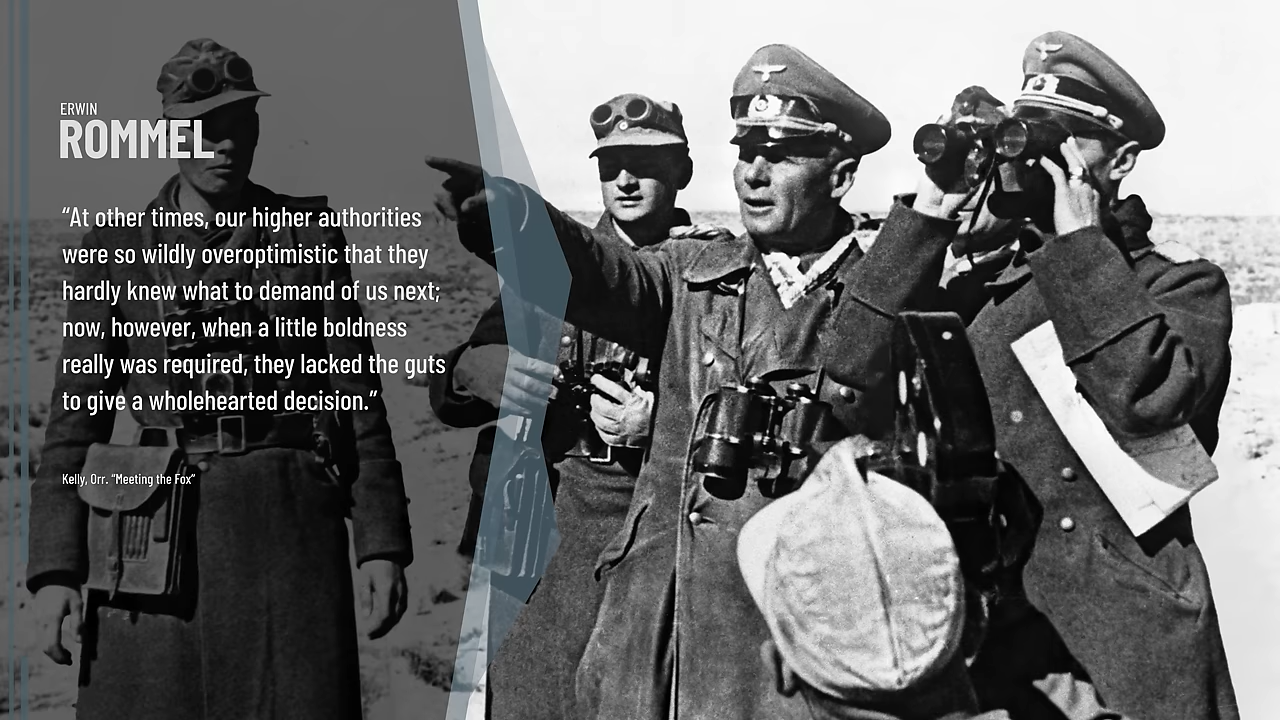 ERWIN
ROMMEL
“At other times, our higher authorities
were so wildly overoptimistic that they
hardly knew what to demand of us next;
now, however, when a little boldness
really was required, they lacked the guts
to give a wholehearted decision.”
Kelly, Orr. “Meeting the Fox”